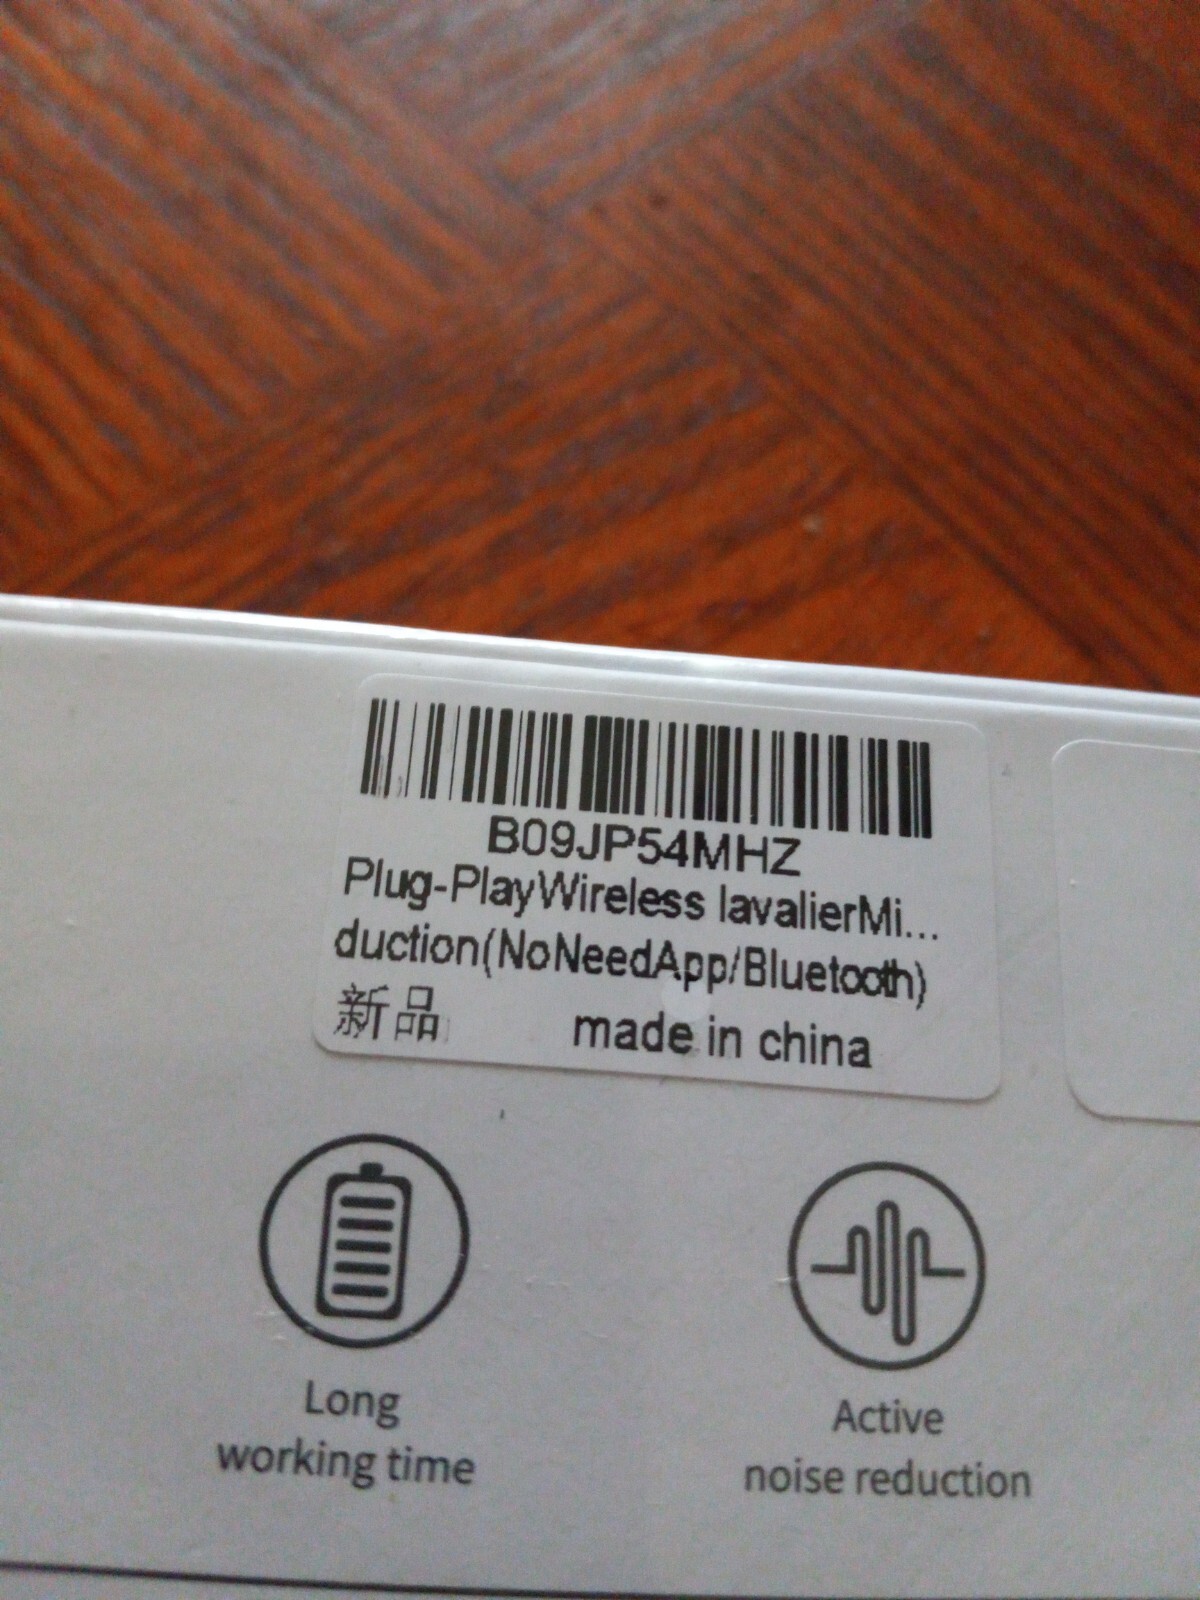 B09JP54MHZ
Plug-PlayWireless lavalierMi...
duction(NoNeedApp/Bluetooth)
新品 made in china
Long
working time
Active
noise reduction